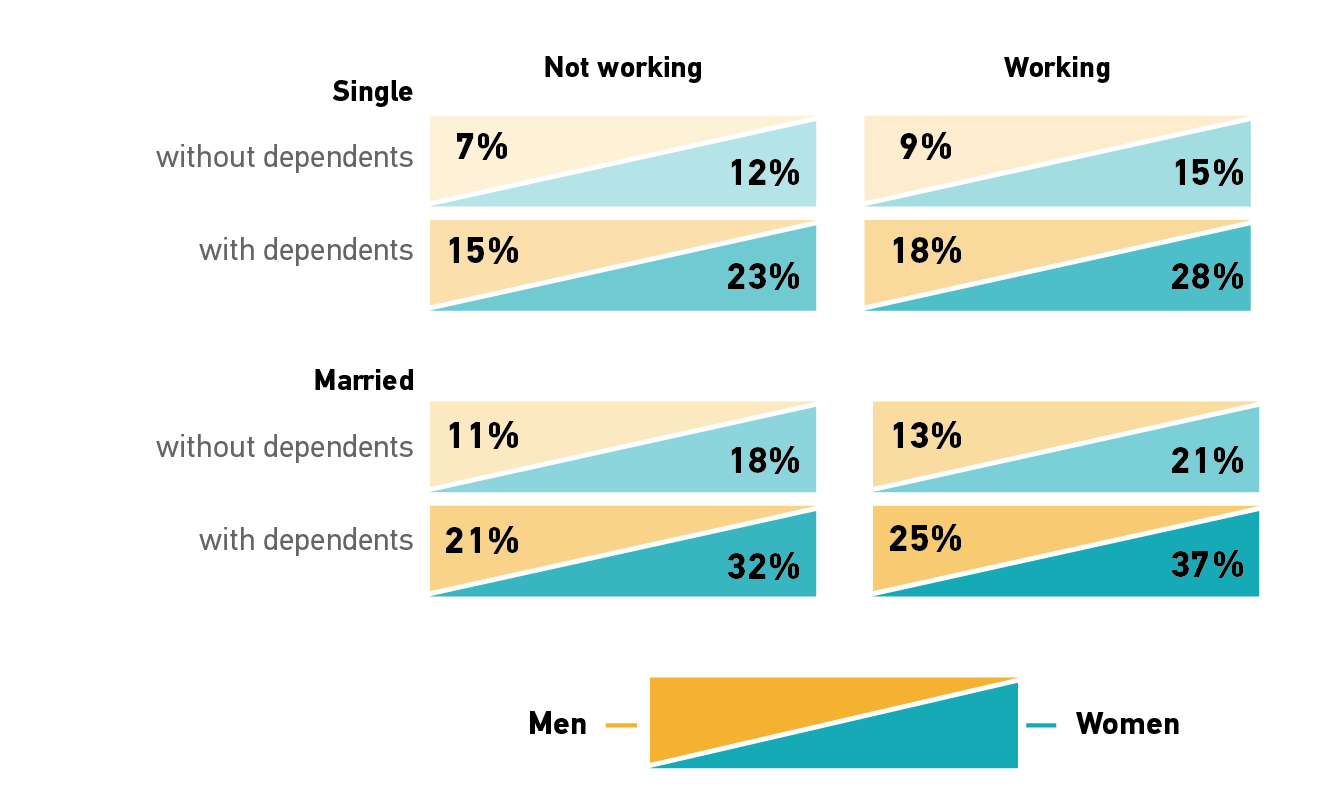 Not working Working
Single
without dependents 7% 12% 9% 15%
with dependents 15% 23% 18% 28%
Married
without dependents 11% 18% 13% 21%
with dependents 21% 32% 25% 37%
Men Women